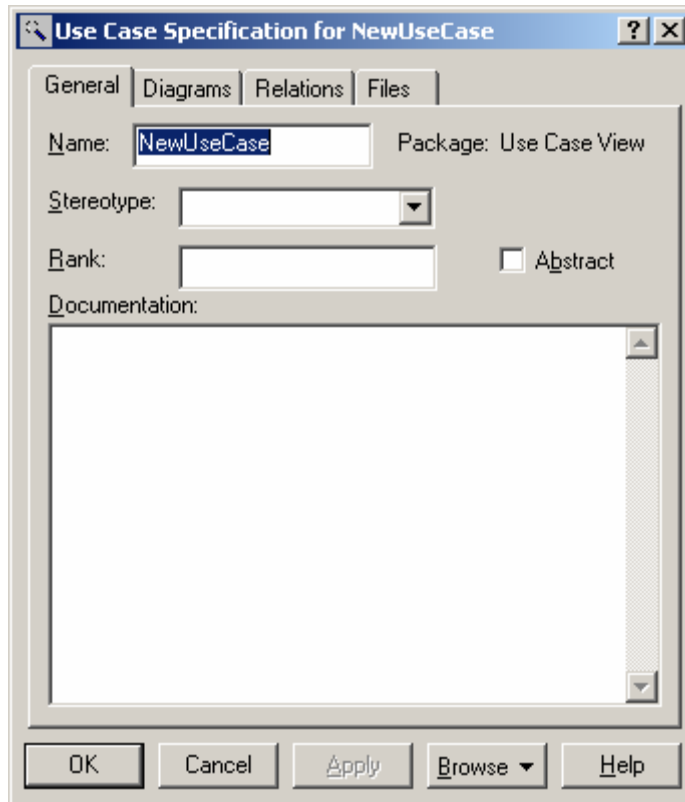 Use Case Specification for NewUseCase
General Diagrams Relations Files
Name: NewUseCase Package: Use Case View
Stereotype:
Rank: Abstract
Documentation:
OK Cancel Apply Browse Help